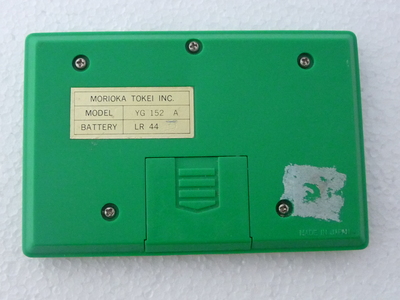 MORIOKA TOKEI INC.
MODEL YG 152 A
BATTERY LR 44